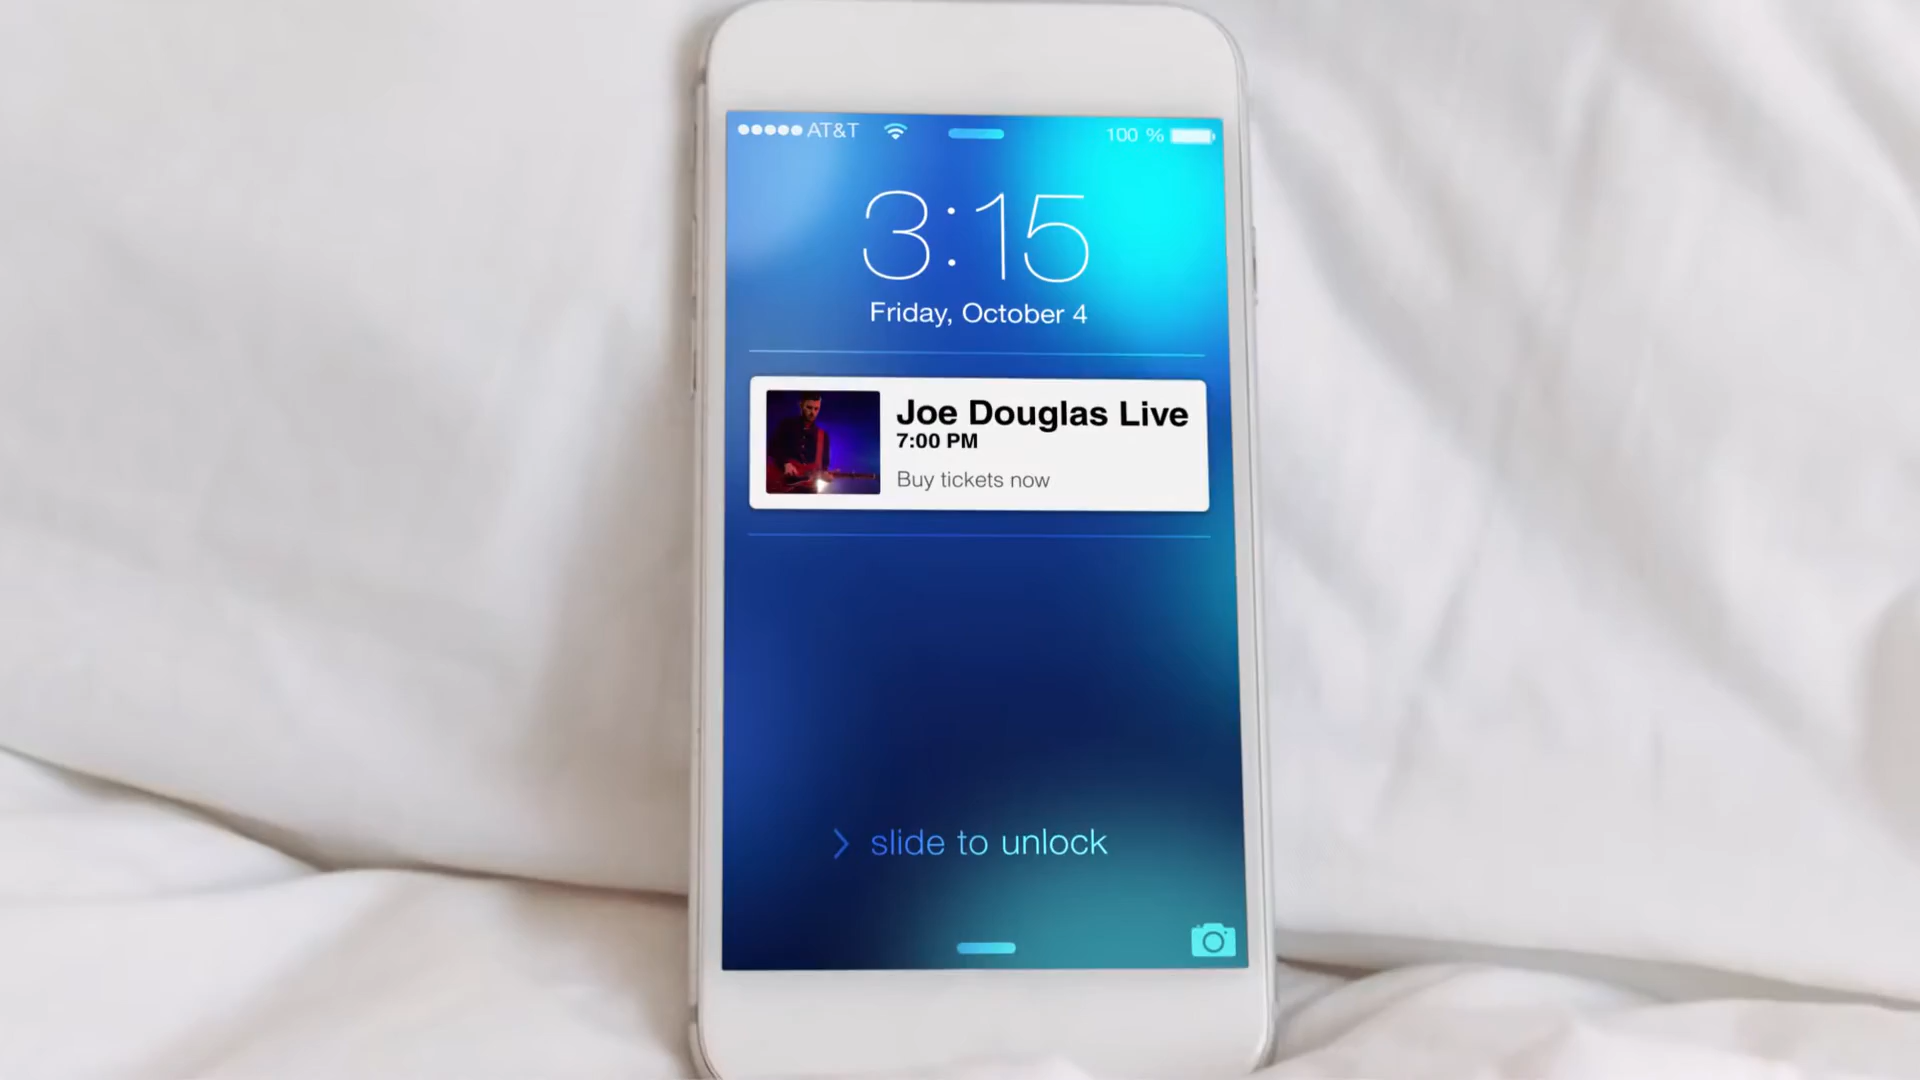 AT&T
100 %
3:15
Friday, October 4
Joe Douglas Live
7:00 PM
Buy tickets now
slide to unlock